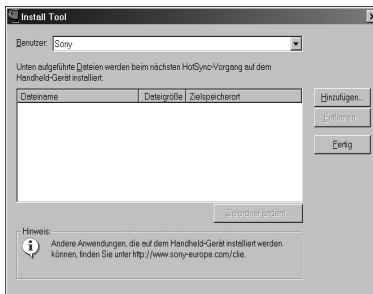 Install Tool
Benutzer: Sony
Unten aufgeführte Dateien werden beim nächsten HotSync-Vorgang auf dem
Handheld-Gerät installiert:
Dateiname Dateigröße Zielspeicherort
Hinzufügen...
Entfernen...
Fertig
Zielordner ändern...
Hinweis:
Andere Anwendungen, die auf dem Handheld-Gerät installiert werden
können, finden Sie unter http://www.sony-europe.com/clie.